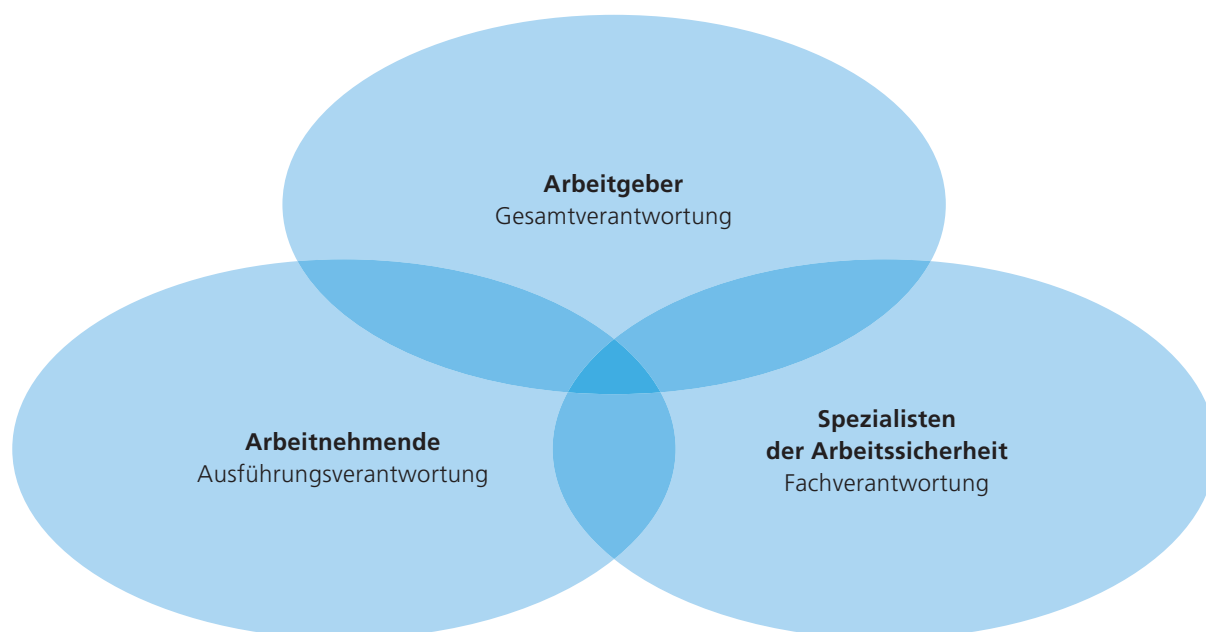 Arbeitgeber
Gesamtverantwortung
Arbeitnehmende
Ausführungsverantwortung
Spezialisten
der Arbeitssicherheit
Fachverantwortung